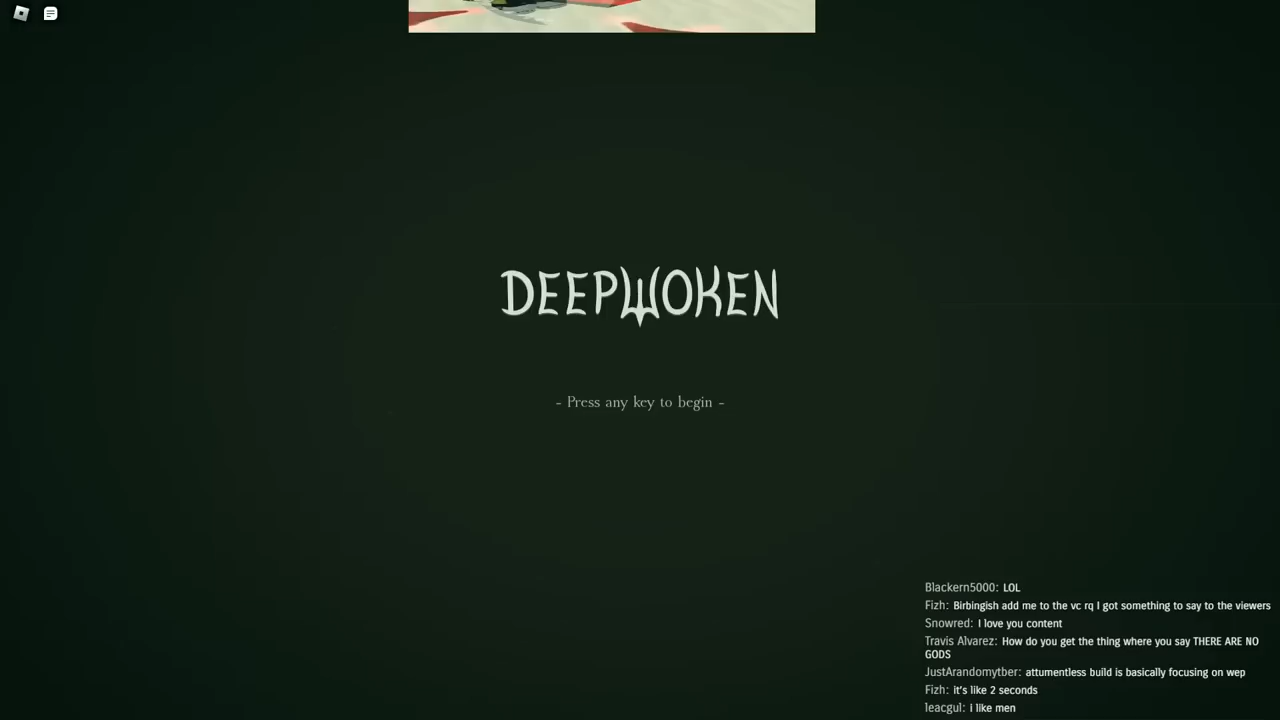 DEEPWOKEN
- Press any key to begin -
Blackern5000: LOL
Fizh: Birbingish add me to the vc rq I got something to say to the viewers
Snowred: I love you content
Travis Alvarez: How do you get the thing where you say THERE ARE NO
GODS
JustArandomyther: attumentless build is basically focusing on wep
Fizh: it's like 2 seconds
leacgul: i like men